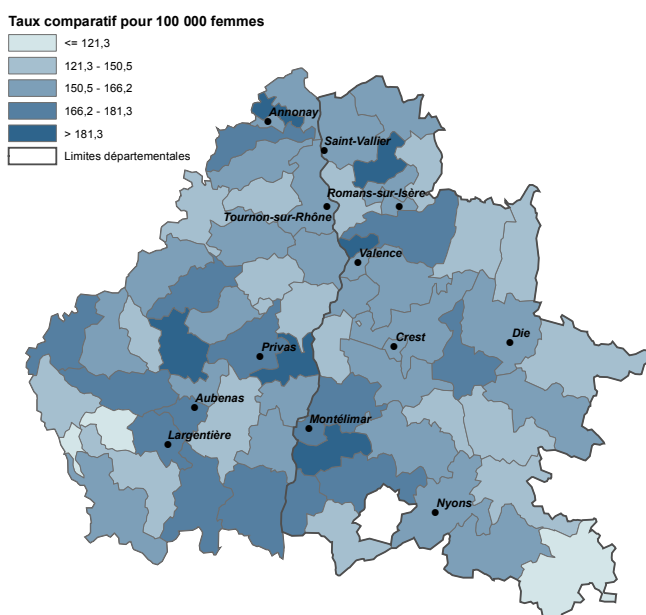 Taux comparatif pour 100 000 femmes
<= 121,3
121,3 - 150,5
150,5 - 166,2
166,2 - 181,3
> 181,3
Limites départementales
Annonay
Saint-Vallier
Romans-sur-Isère
Tournon-sur-Rhône
Valence
Crest
Die
Privas
Aubenas
Montélimar
Largentière
Nyons